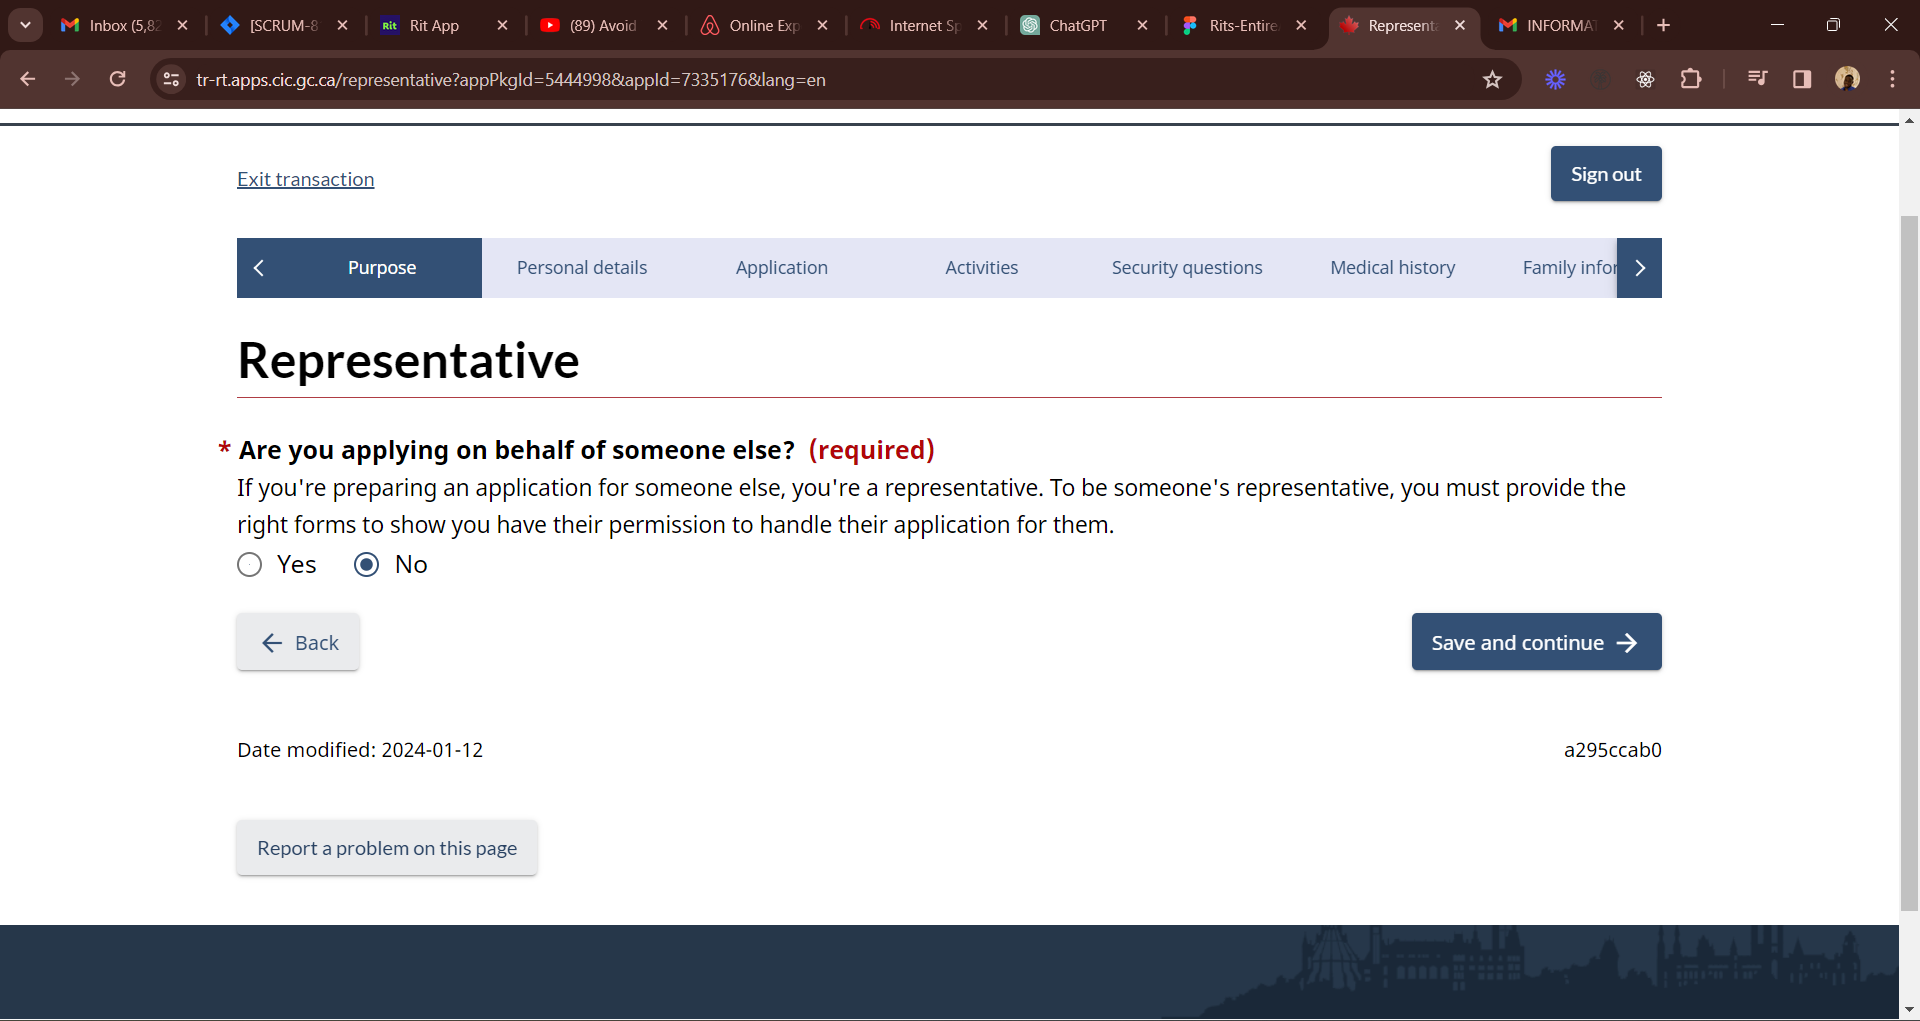 Inbox (5,82
[SCRUM-8
Rit
Rit App
(89) Avoid
Online Exp
Internet Sp
ChatGPT
Rits-Entire
Representa
INFORMAT
tr-rt.apps.cic.gc.ca/representative?appPkgId=5444998&appId=7335176&lang=en
Exit transaction
Sign out
Purpose
Personal details
Application
Activities
Security questions
Medical history
Family infor
Representative
* Are you applying on behalf of someone else? (required)
If you're preparing an application for someone else, you're a representative. To be someone's representative, you must provide the
right forms to show you have their permission to handle their application for them.
Yes
No
Back
Save and continue
Date modified: 2024-01-12
a295ccab0
Report a problem on this page